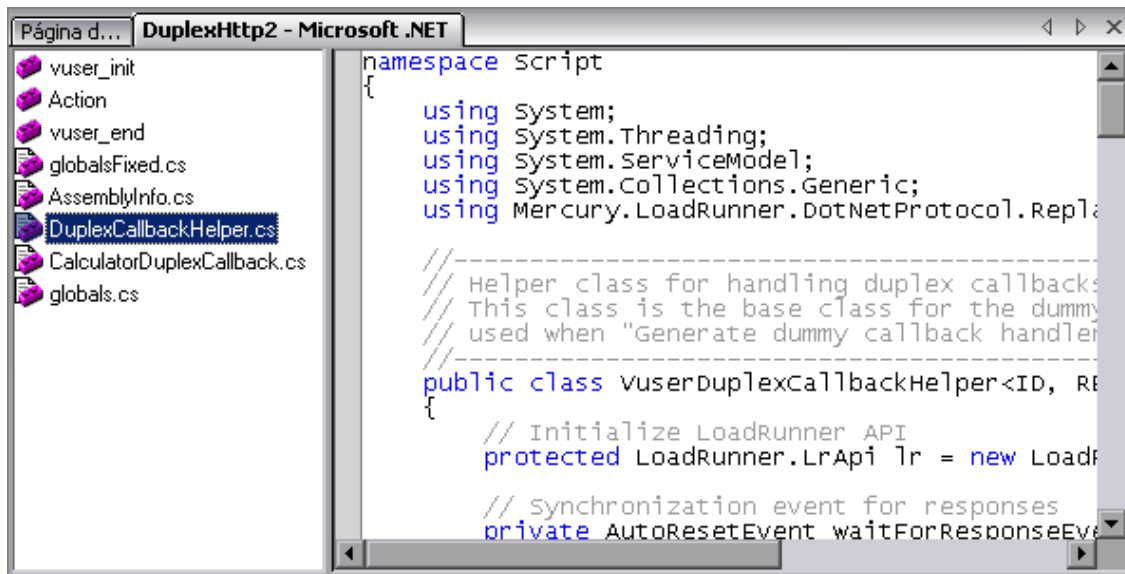 Página d...
DuplexHttp2 - Microsoft .NET
vuser_init
Action
vuser_end
globalsFixed.cs
AssemblyInfo.cs
DuplexCallbackHelper.cs
CalculatorDuplexCallback.cs
globals.cs
namespace Script
{
using System;
using System.Threading;
using System.ServiceModel;
using System.Collections.Generic;
using Mercury.LoadRunner.DotNetProtocol.Repla
//------------------------------------------------
// Helper class for handling duplex callbacks
// This class is the base class for the dummy
// used when "Generate dummy callback handler
//------------------------------------------------
public class VuserDuplexCallbackHelper<ID, RE
{
// Initialize LoadRunner API
protected LoadRunner.LrApi lr = new LoadR
// Synchronization event for responses
private AutoResetEvent waitForResponseEve